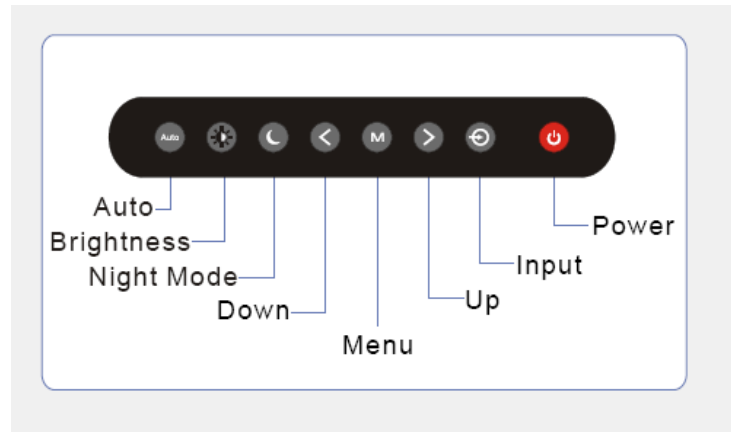 Auto
M
Auto
Brightness
Night Mode
Down
Menu
Up
Input
Power